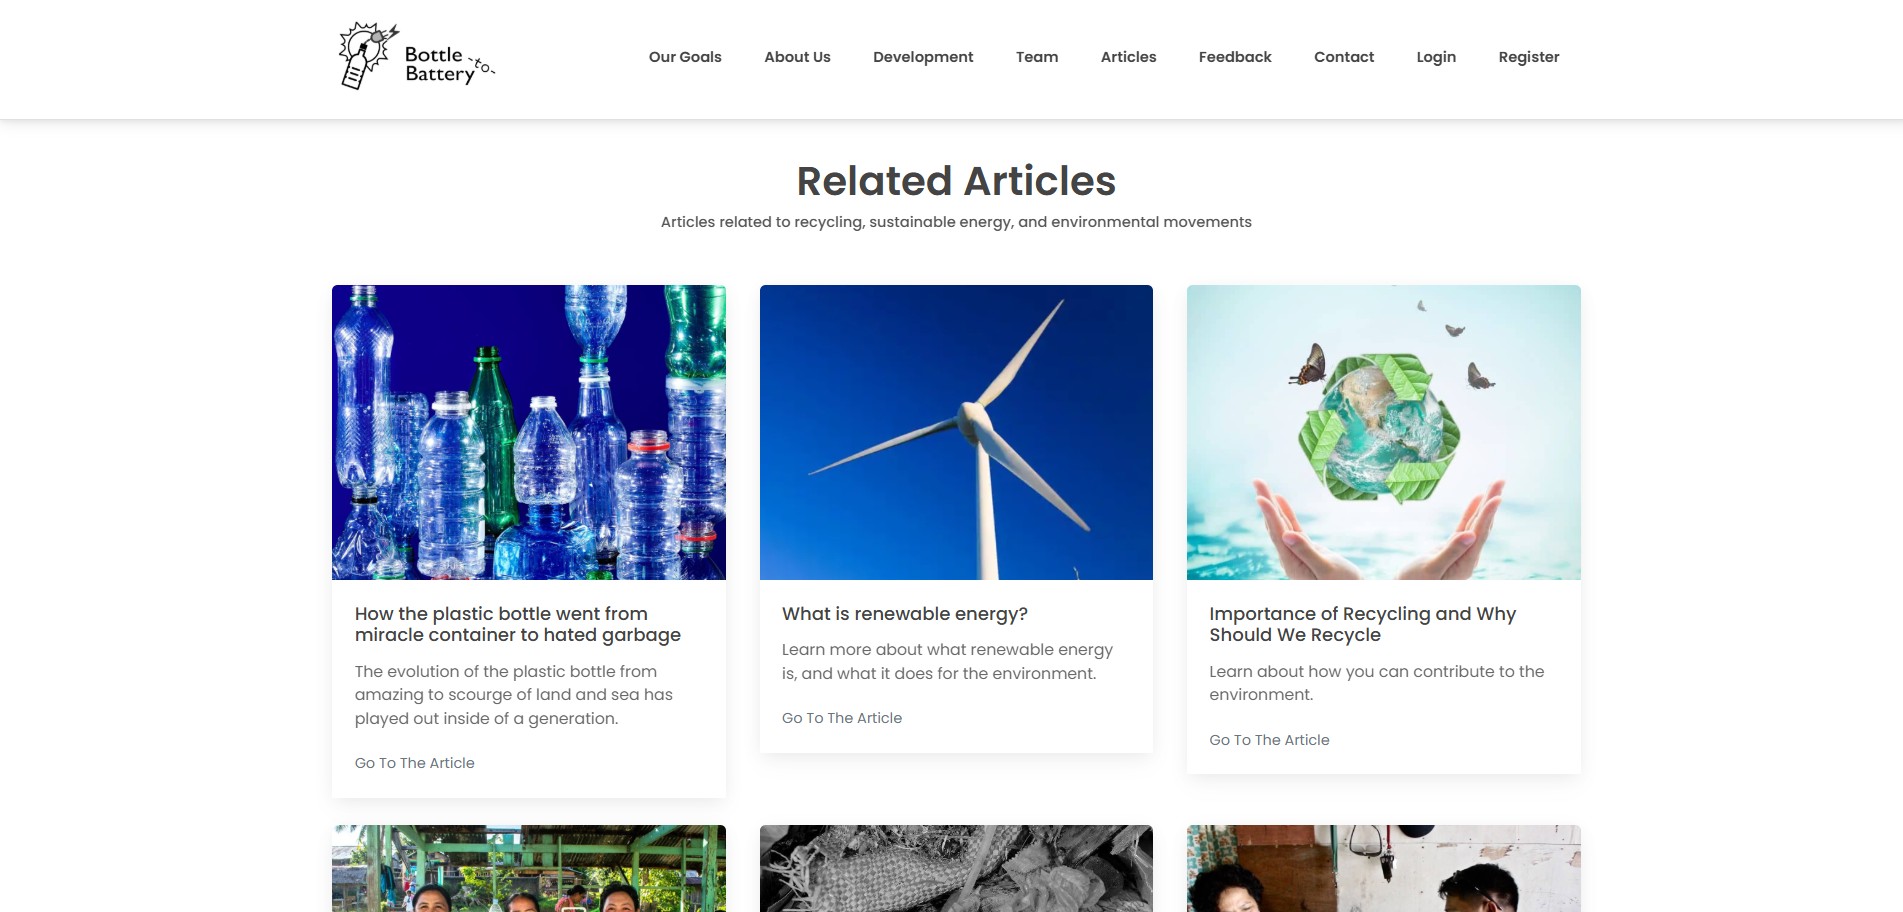 Bottle
-to-
Battery
Our Goals
About Us
Development
Team
Articles
Feedback
Contact
Login
Register
Related Articles
Articles related to recycling, sustainable energy, and environmental movements
How the plastic bottle went from
miracle container to hated garbage
The evolution of the plastic bottle from
amazing to scourge of land and sea has
played out inside of a generation.
Go To The Article
What is renewable energy?
Learn more about what renewable energy
is, and what it does for the environment.
Go To The Article
Importance of Recycling and Why
Should We Recycle
Learn about how you can contribute to the
environment.
Go To The Article